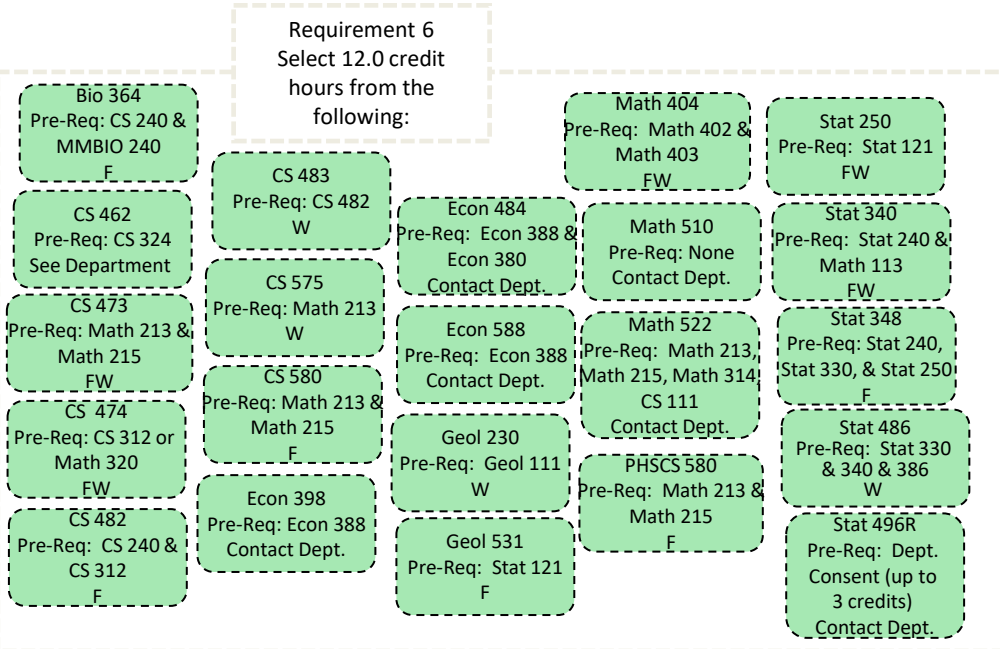 Requirement 6
Select 12.0 credit
hours from the
following:
Bio 364
Pre-Req: CS 240 &
MMBIO 240
F
CS 462
Pre-Req: CS 324
See Department
CS 473
Pre-Req: Math 213 &
Math 215
FW
CS 474
Pre-Req: CS 312 or
Math 320
FW
CS 482
Pre-Req: CS 240 &
CS 312
F
CS 483
Pre-Req: CS 482
W
CS 575
Pre-Req: Math 213
W
CS 580
Pre-Req: Math 213 &
Math 215
F
Econ 398
Pre-Req: Econ 388
Contact Dept.
Econ 484
Pre-Req: Econ 388 &
Econ 380
Contact Dept.
Econ 588
Pre-Req: Econ 388
Contact Dept.
Geol 230
Pre-Req: Geol 111
W
Geol 531
Pre-Req: Stat 121
F
Math 404
Pre-Req: Math 402 &
Math 403
FW
Math 510
Pre-Req: None
Contact Dept.
Math 522
Pre-Req: Math 213,
Math 215, Math 314,
CS 111
Contact Dept.
PHSCS 580
Pre-Req: Math 213 &
Math 215
F
Stat 250
Pre-Req: Stat 121
FW
Stat 340
Pre-Req: Stat 240 &
Math 113
FW
Stat 348
Pre-Req: Stat 240,
Stat 330, & Stat 250
F
Stat 486
Pre-Req: Stat 330
& 340 & 386
W
Stat 496R
Pre-Req: Dept.
Consent (up to
3 credits)
Contact Dept.